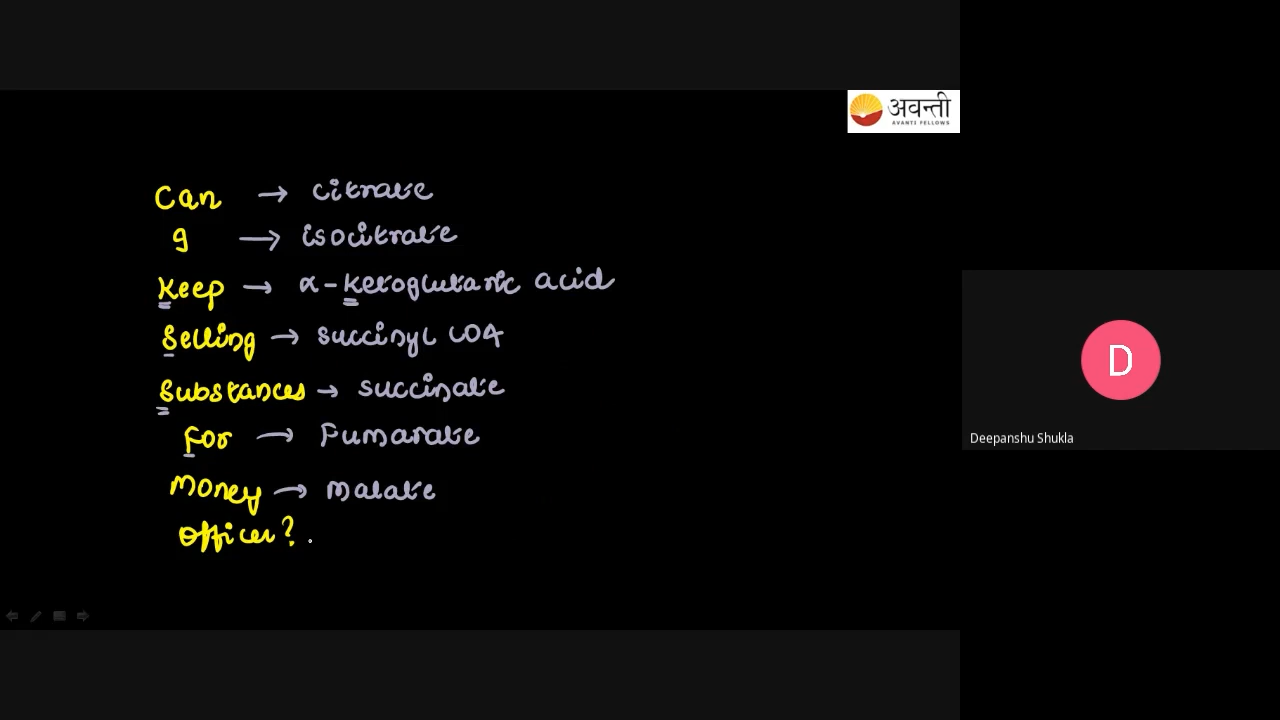 अवन्ती
AVANTI FELLOWS
Can → citrate
I → isocitrate
Keep → α-ketoglutaric acid
Selling → succinyl COA
Substances → succinate
For → Fumarate
Money → Malate
Officer?
D
Deepanshu Shukla